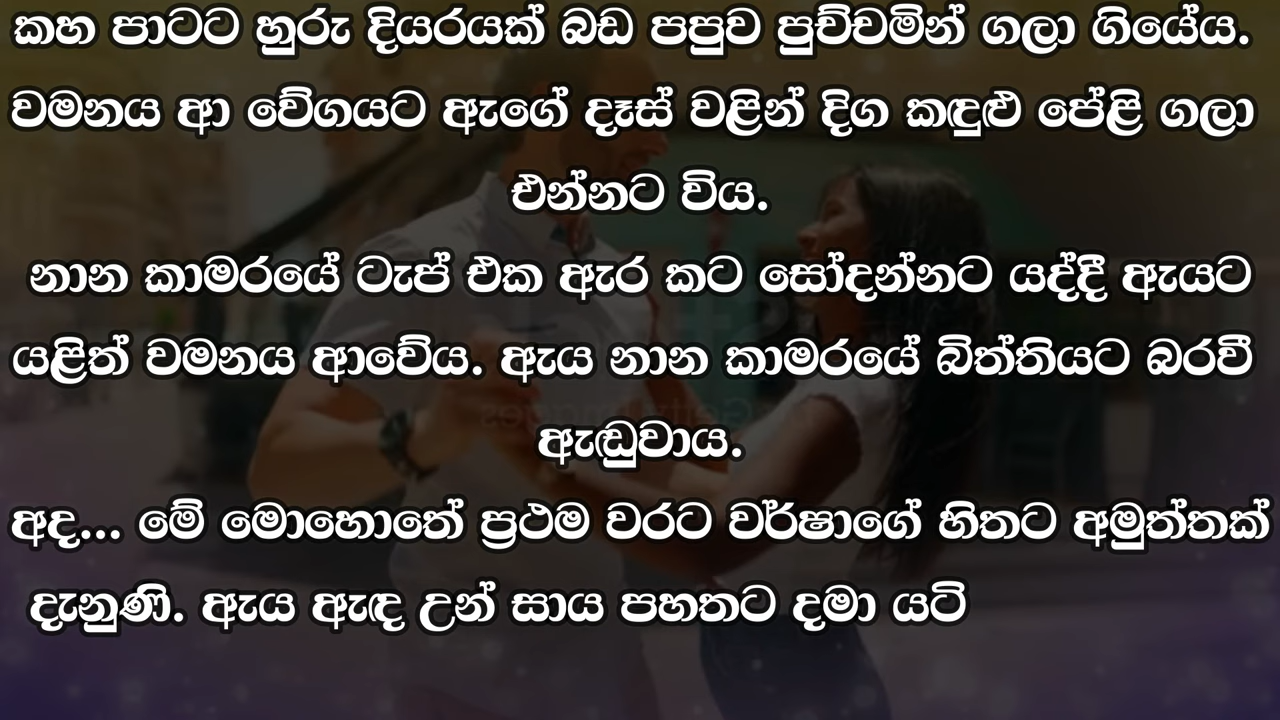 කහ පාටට හුරු දියරයක් බඩ පපුව පුච්චමින් ගලා ගියේය.
වමනය ආ වේගයට ඇගේ දෑස් වළින් දිග කඳුළු පේළි ගලා
එන්නට විය.
නාන කාමරයේ ටැප් එක ඇර කට සෝදන්නට යද්දී ඇයට
යළිත් වමනය ආවේය. ඇය නාන කාමරයේ බිත්තියට බරවී
ඇඬුවාය.
අද... මේ මොහොතේ ප්‍රථම වරට වර්ෂාගේ හිතට අමුත්තක්
දැනුණි. ඇය ඇඳ උන් සාය පහතට දමා යටි